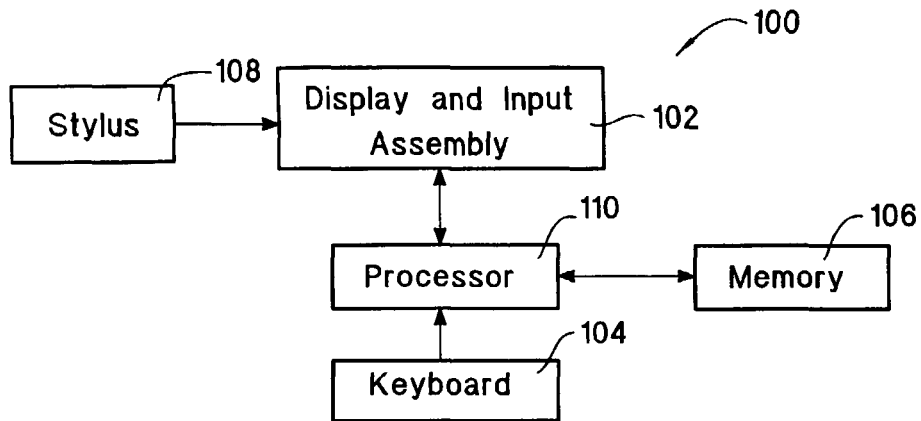 100
108
Stylus
Display and Input
Assembly
102
110
Processor
106
Memory
104
Keyboard